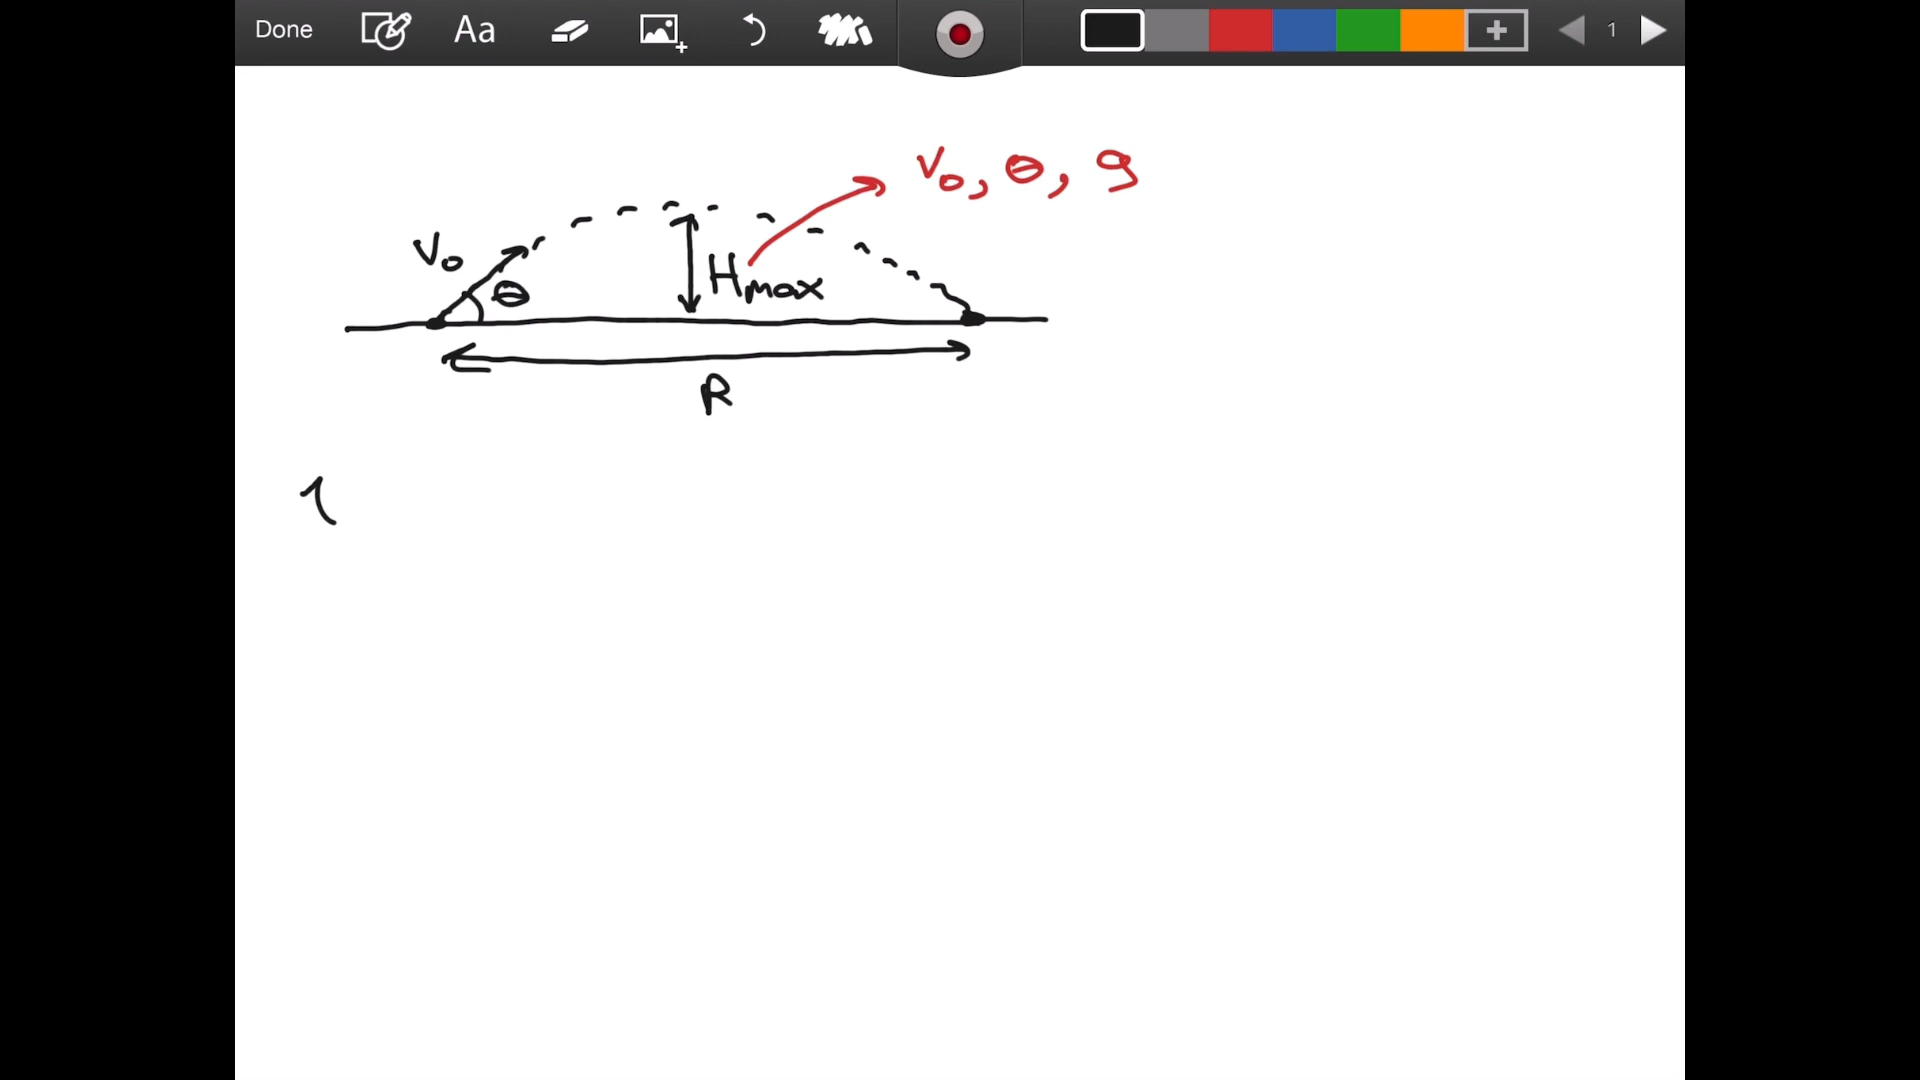 Done Aa 1
v₀, θ, g
v₀
θ
Hmax
R
1